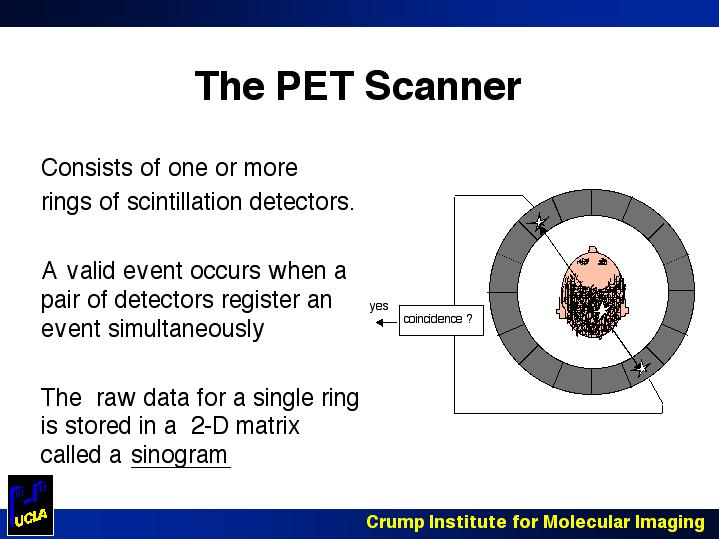 The PET Scanner
Consists of one or more
rings of scintillation detectors.
A valid event occurs when a
pair of detectors register an
event simultaneously
yes
coincidence ?
The raw data for a single ring
is stored in a 2-D matrix
called a sinogram
UCLA
Crump Institute for Molecular Imaging